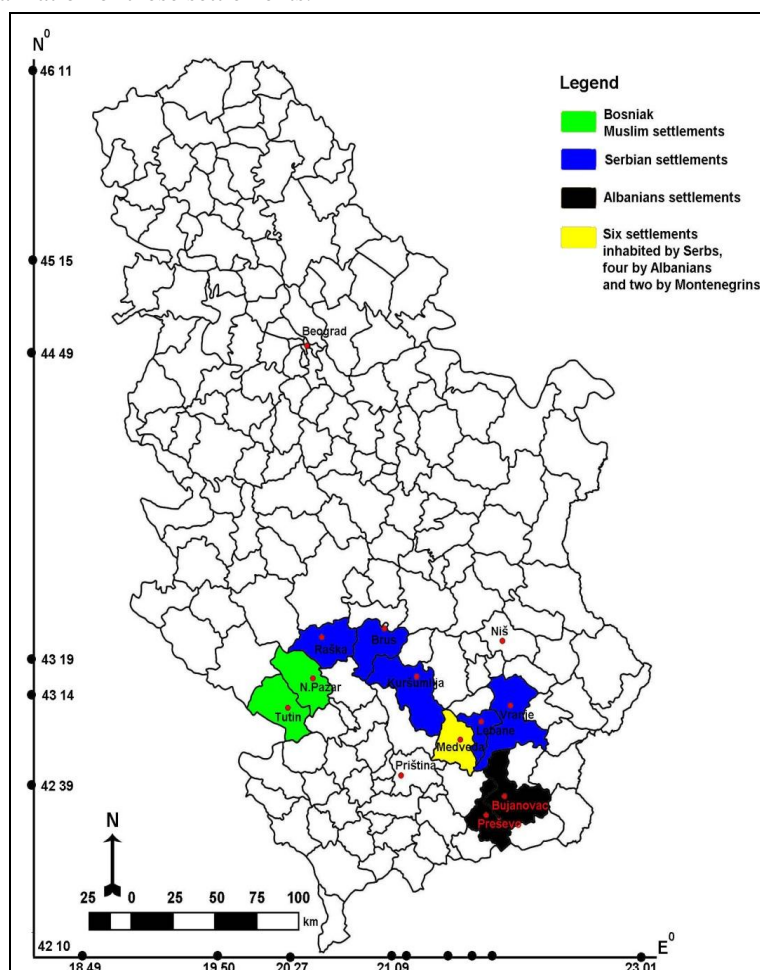 N⁰
46 11
Legend
Bosniak
Muslim settlements
Serbian settlements
Albanians settlements
Six settlements
inhabited by Serbs,
four by Albanians
and two by Montenegrins
45 15
Beograd
44 49
Niš
Brus
Raška
43 19
N.Pazar
Kuršumlija
43 14
Tutin
Vranje
Lebane
Medveđa
Priština
42 39
Bujanovac
Preševo
N
25 0 25 50 75 100
km
42 10
E⁰
18.49 19.50 20.27 21.09 23.01